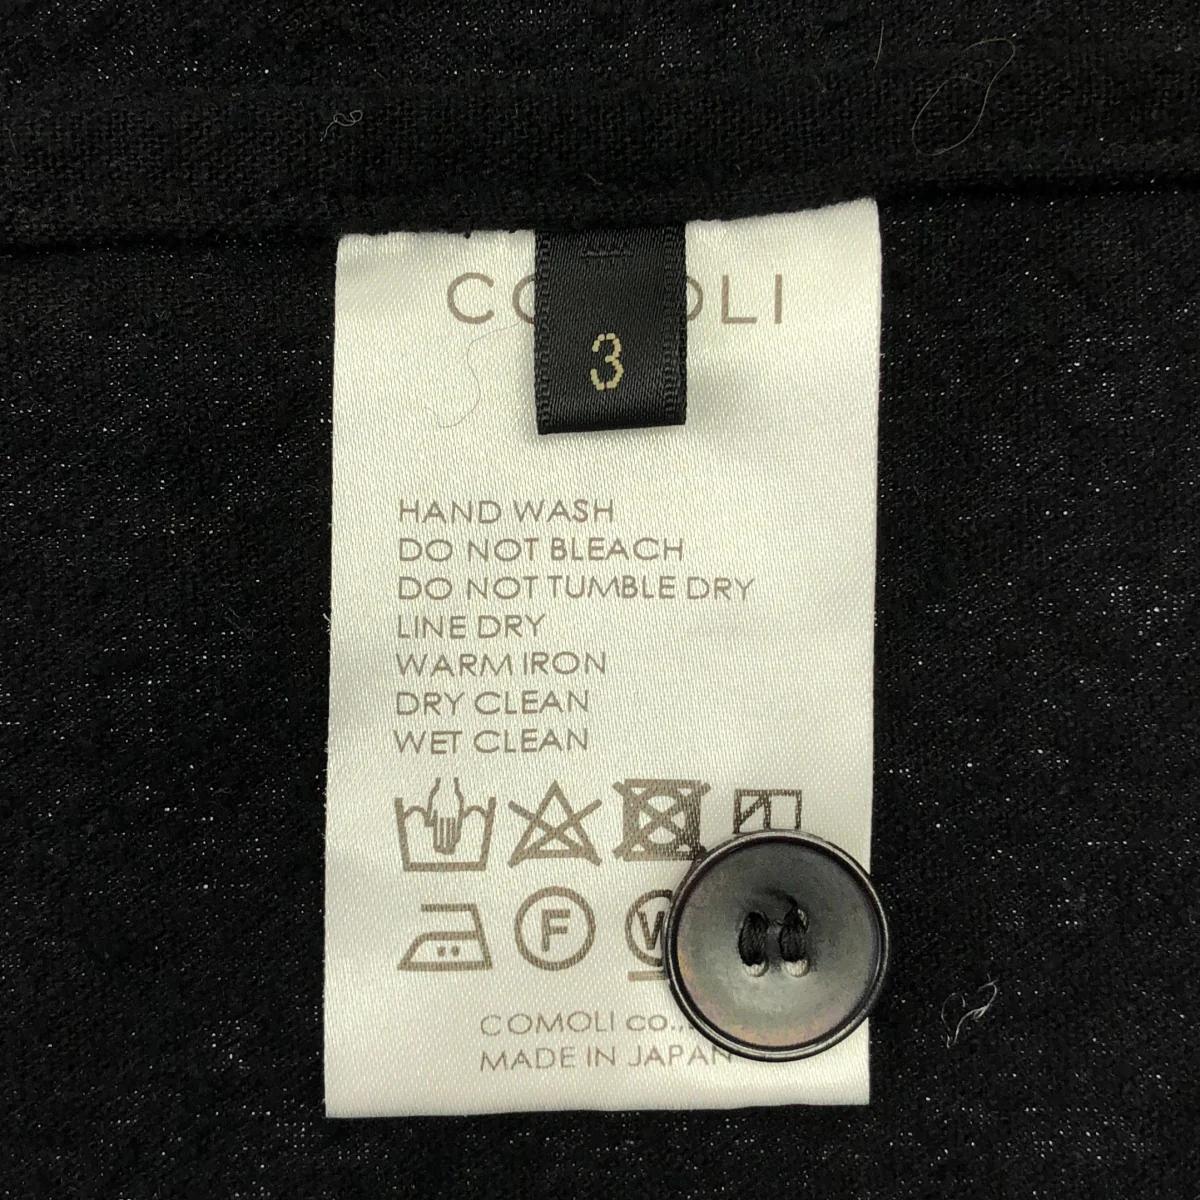 3
HAND WASH
DO NOT BLEACH
DO NOT TUMBLE DRY
LINE DRY
WARM IRON
DRY CLEAN
WET CLEAN
F
W
COMOLI co.,
MADE IN JAPAN